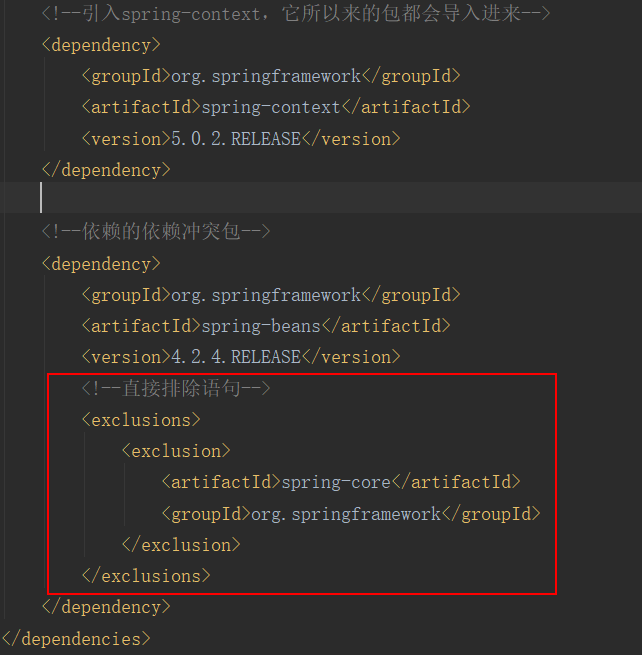 <!--引入spring-context，它所以来的包都会导入进来-->
<dependency>
<groupId>org.springframework</groupId>
<artifactId>spring-context</artifactId>
<version>5.0.2.RELEASE</version>
</dependency>
<!--依赖的依赖冲突包-->
<dependency>
<groupId>org.springframework</groupId>
<artifactId>spring-beans</artifactId>
<version>4.2.4.RELEASE</version>
<!--直接排除语句-->
<exclusions>
<exclusion>
<artifactId>spring-core</artifactId>
<groupId>org.springframework</groupId>
</exclusion>
</exclusions>
</dependency>
</dependencies>